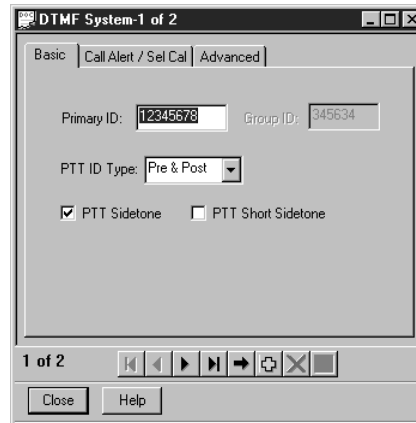 DTMF System-1 of 2
Basic Call Alert / Sel Cal Advanced
Primary ID: 12345678 Group ID: 345634
PTT ID Type: Pre & Post
PTT Sidetone PTT Short Sidetone
1 of 2
Close Help